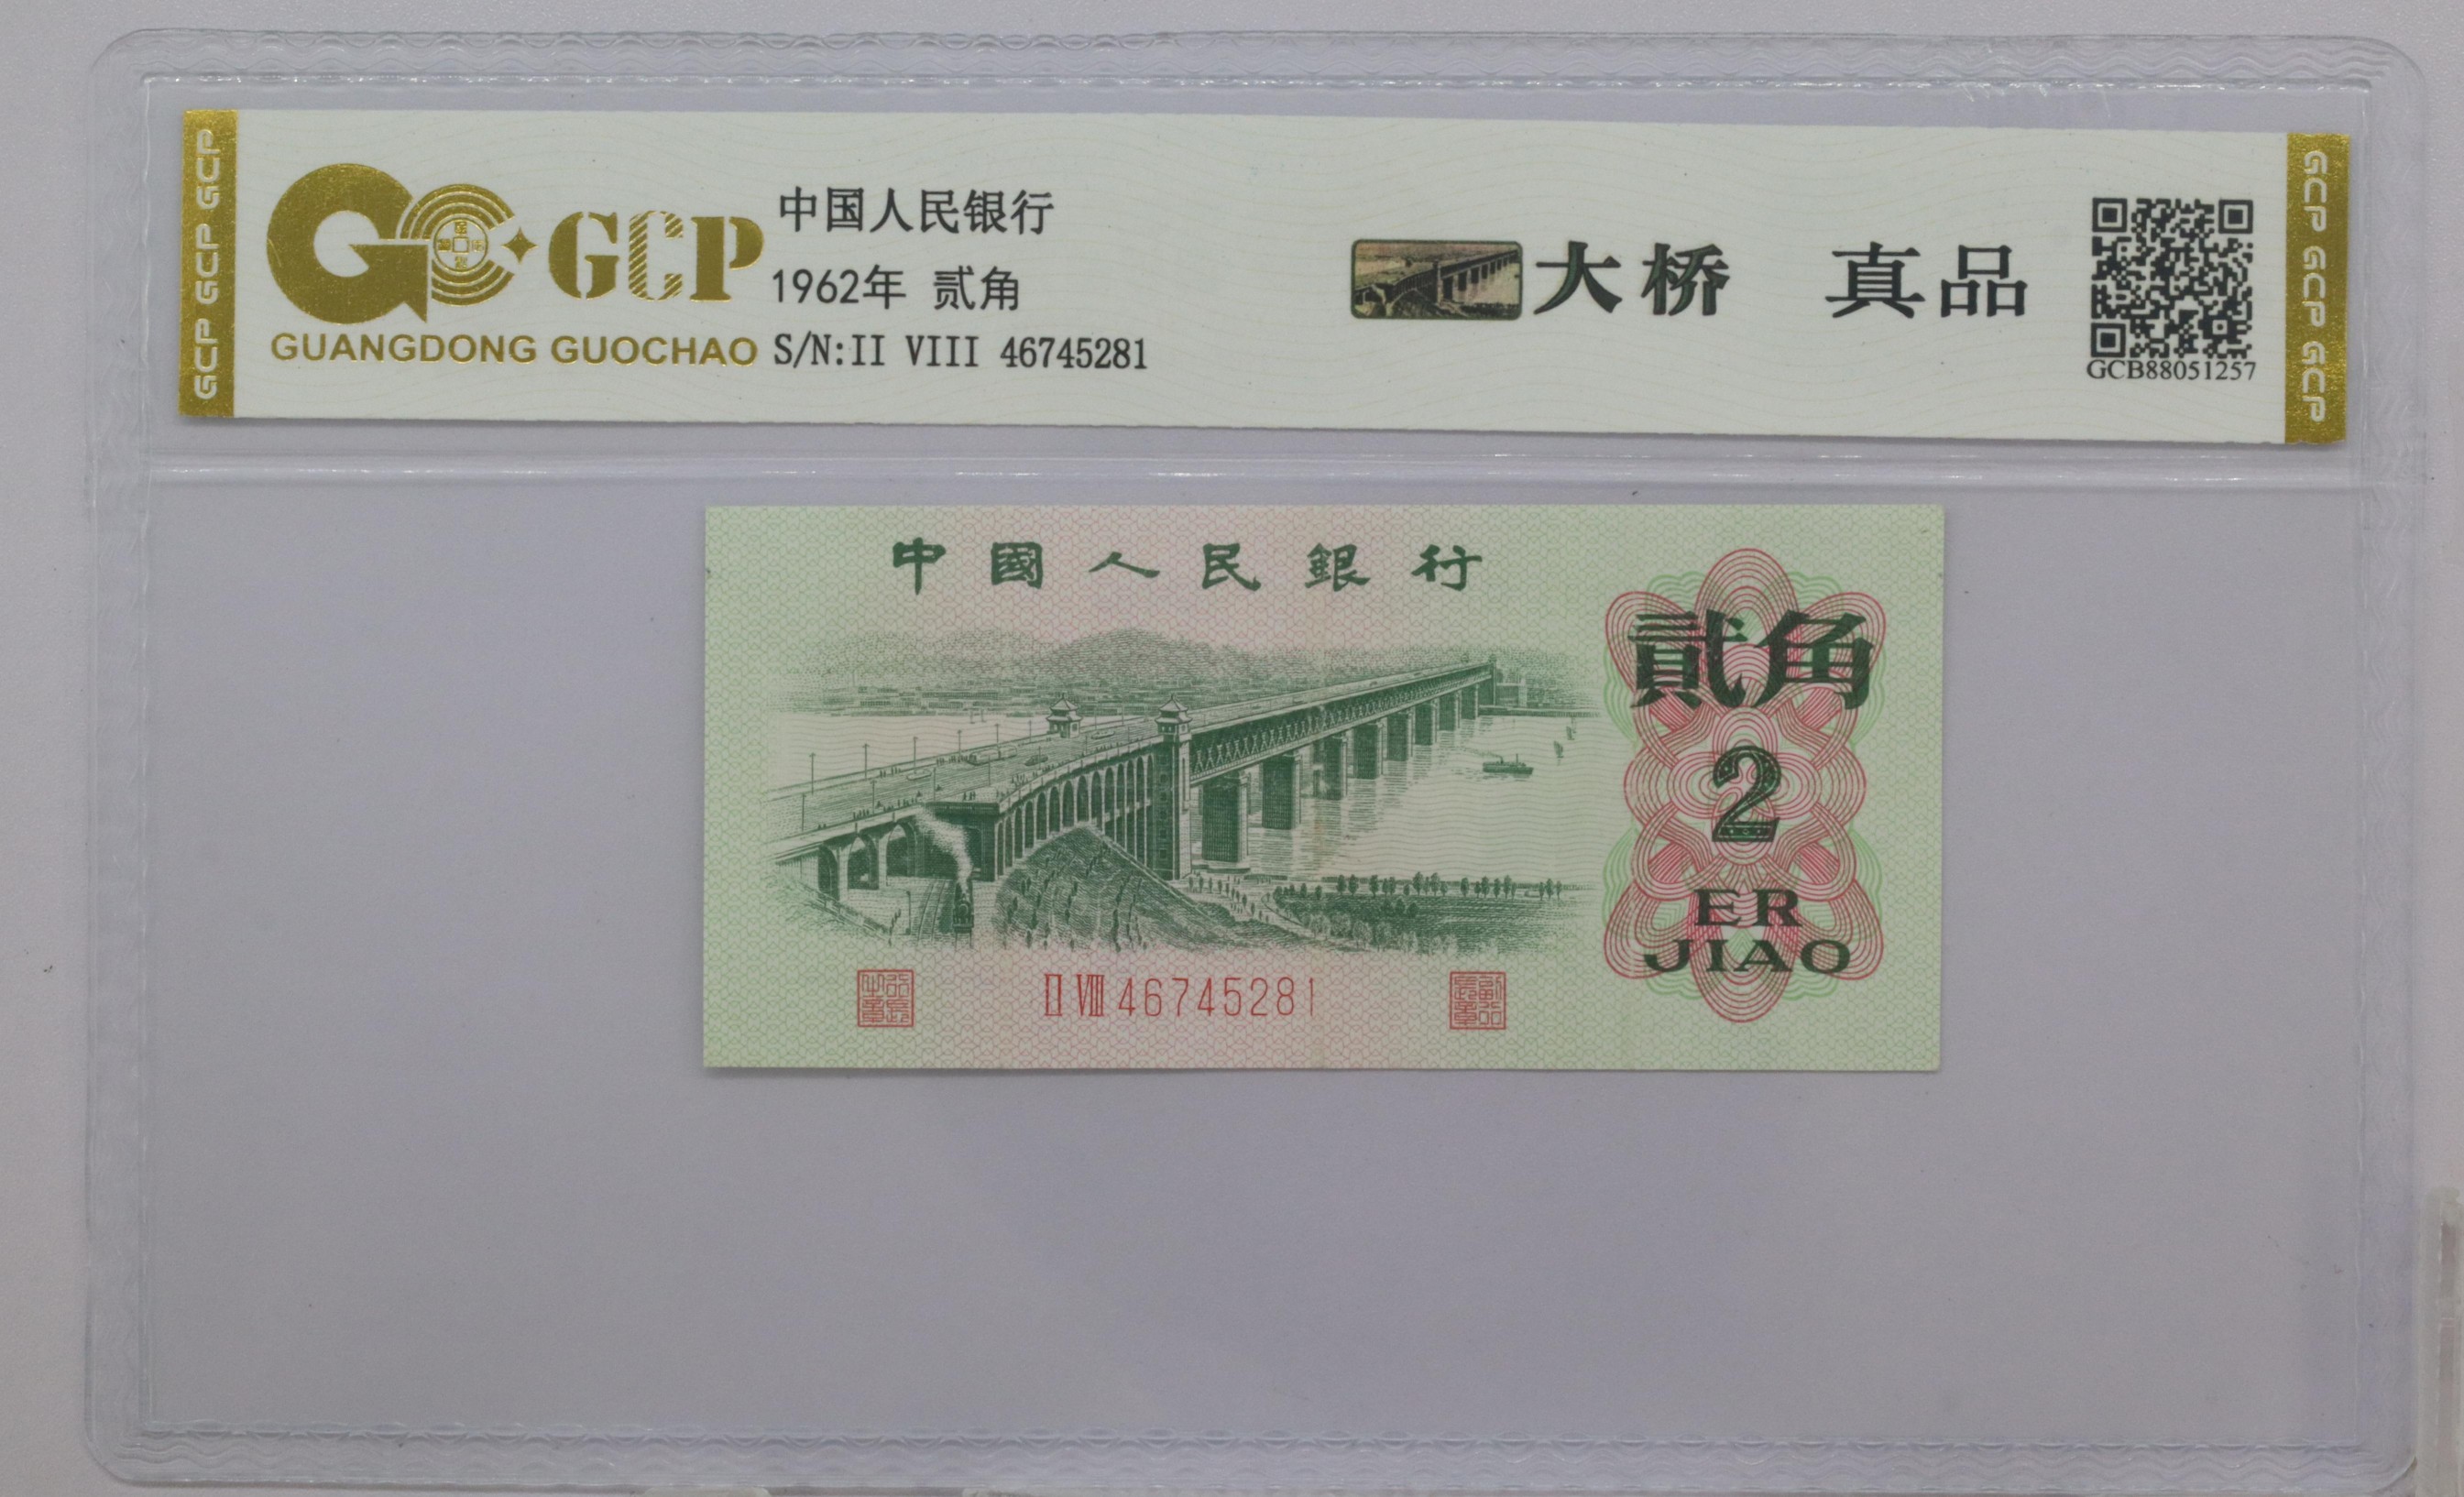 GCP GCP GCP
GCP
GUANGDONG GUOCHAO
中国人民银行
1962年 贰角
S/N:II VIII 46745281
大桥 真品
GCB88051257
GCP GCP GCP
中國人民銀行
貳角
2
ER
JIAO
II VIII 46745281